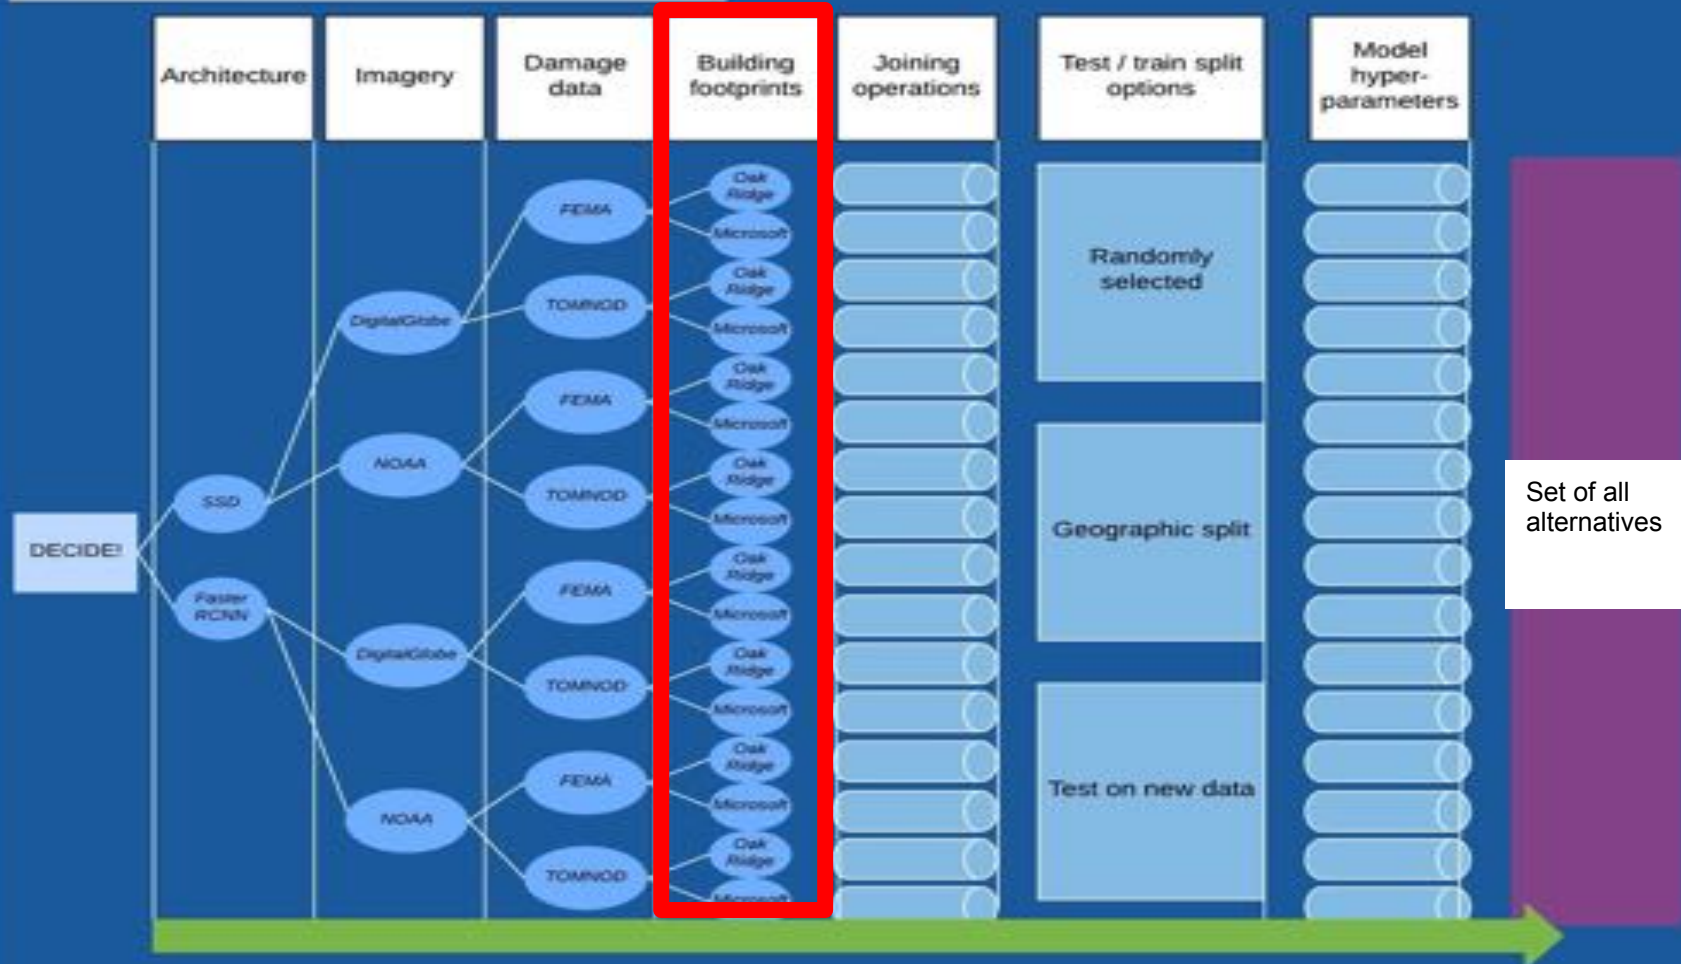 Architecture
Imagery
Damage
data
Building
footprints
Joining
operations
Test / train split
options
Model
hyper-
parameters
DECIDE!
SSD
Faster
RCNN
DigitalGlobe
NOAA
DigitalGlobe
NOAA
FEMA
TOMNOD
FEMA
TOMNOD
FEMA
TOMNOD
FEMA
TOMNOD
Oak
Ridge
Microsoft
Oak
Ridge
Microsoft
Oak
Ridge
Microsoft
Oak
Ridge
Microsoft
Oak
Ridge
Microsoft
Oak
Ridge
Microsoft
Oak
Ridge
Microsoft
Oak
Ridge
Microsoft
Randomly
selected
Geographic split
Test on new data
Set of all
alternatives